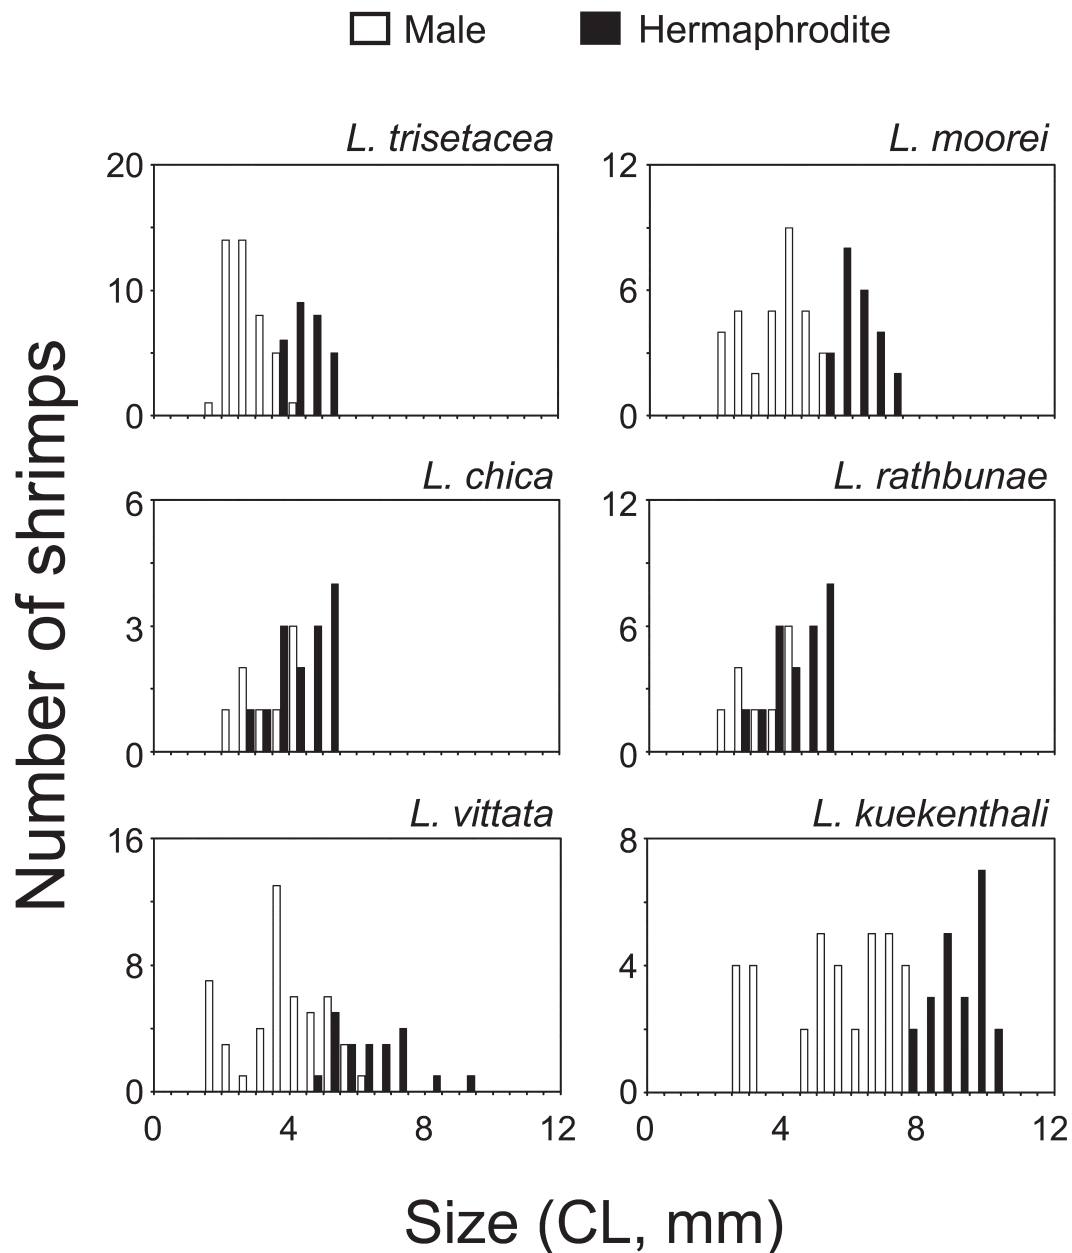 Male Hermaphrodite
L. trisetacea L. moorei
20 12
10 6
0 0
L. chica L. rathbunae
6 12
3 6
0 0
L. vittata L. kuekenthali
16 8
8 4
0 0
0 4 8 12 0 4 8 12
Number of shrimps
Size (CL, mm)